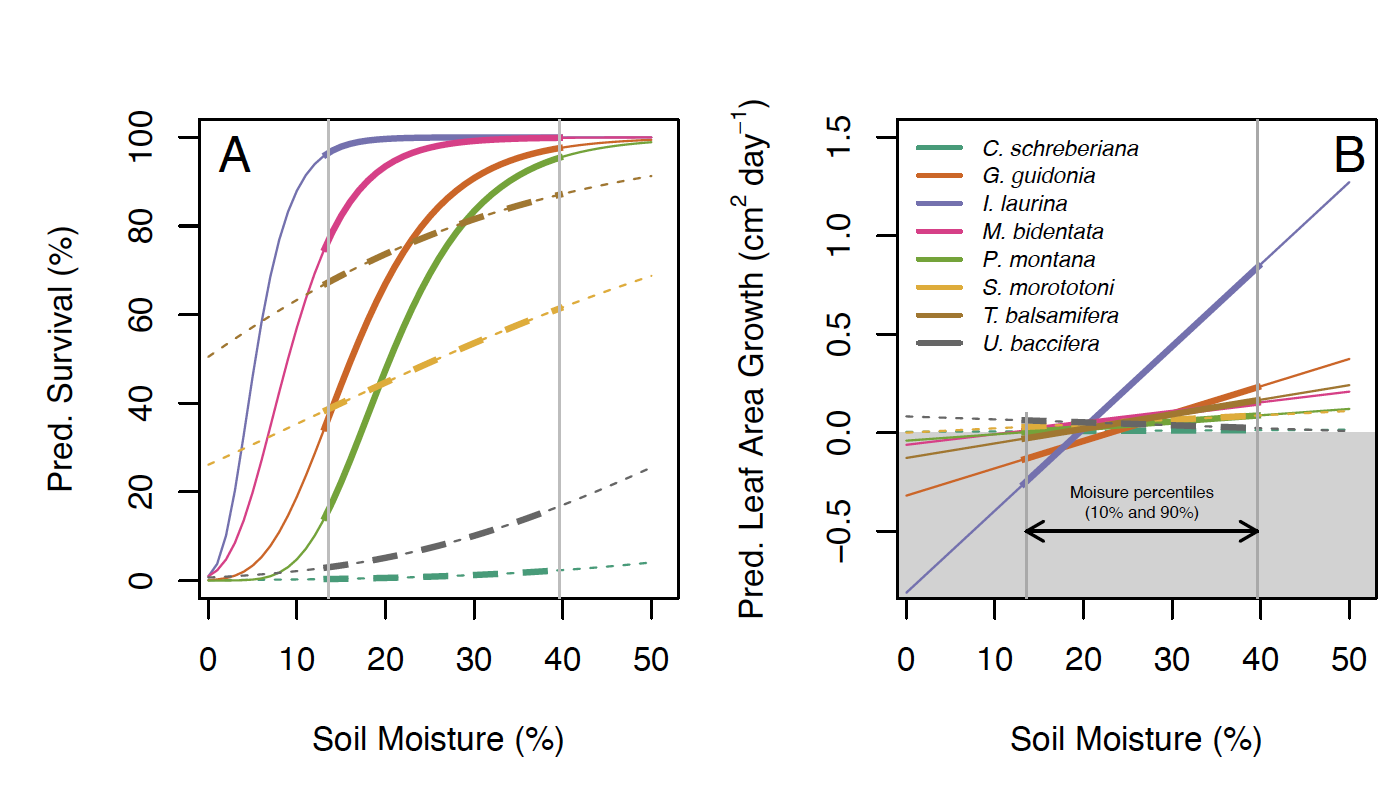 A
100
80
60
40
20
0
Pred. Survival (%)
0 10 20 30 40 50
Soil Moisture (%)
B
C. schreberiana
G. guidonia
I. laurina
M. bidentata
P. montana
S. morototoni
T. balsamifera
U. baccifera
1.5
1.0
0.5
0.0
−0.5
Pred. Leaf Area Growth (cm² day⁻¹)
Moisure percentiles
(10% and 90%)
0 10 20 30 40 50
Soil Moisture (%)